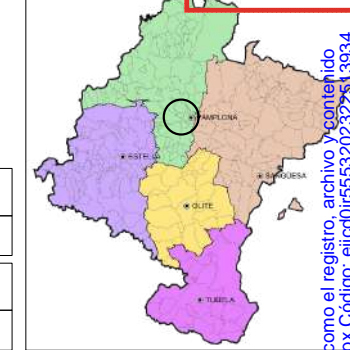 PAMPLONA
ESTELLA
SANGÜESA
OLITE
TUDELA
como el registro, archivo y contenido